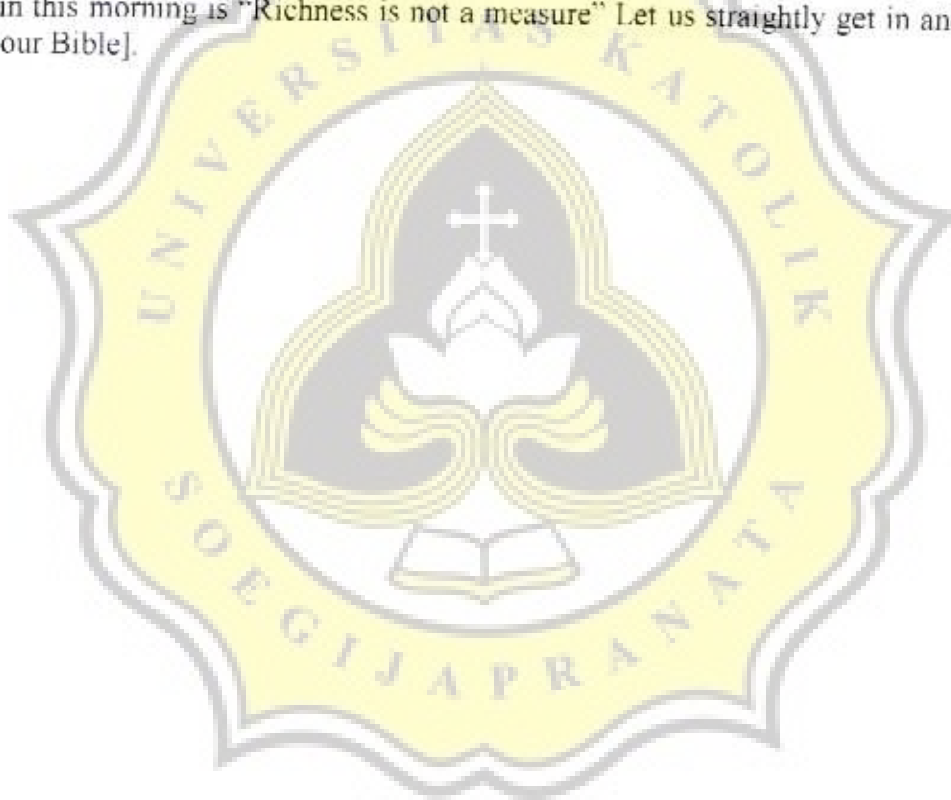 in this morning is "Richness is not a measure" Let us straightly get in an
our Bible].
UNIVERSITAS KATOLIK
SOEGIJAPRANATA